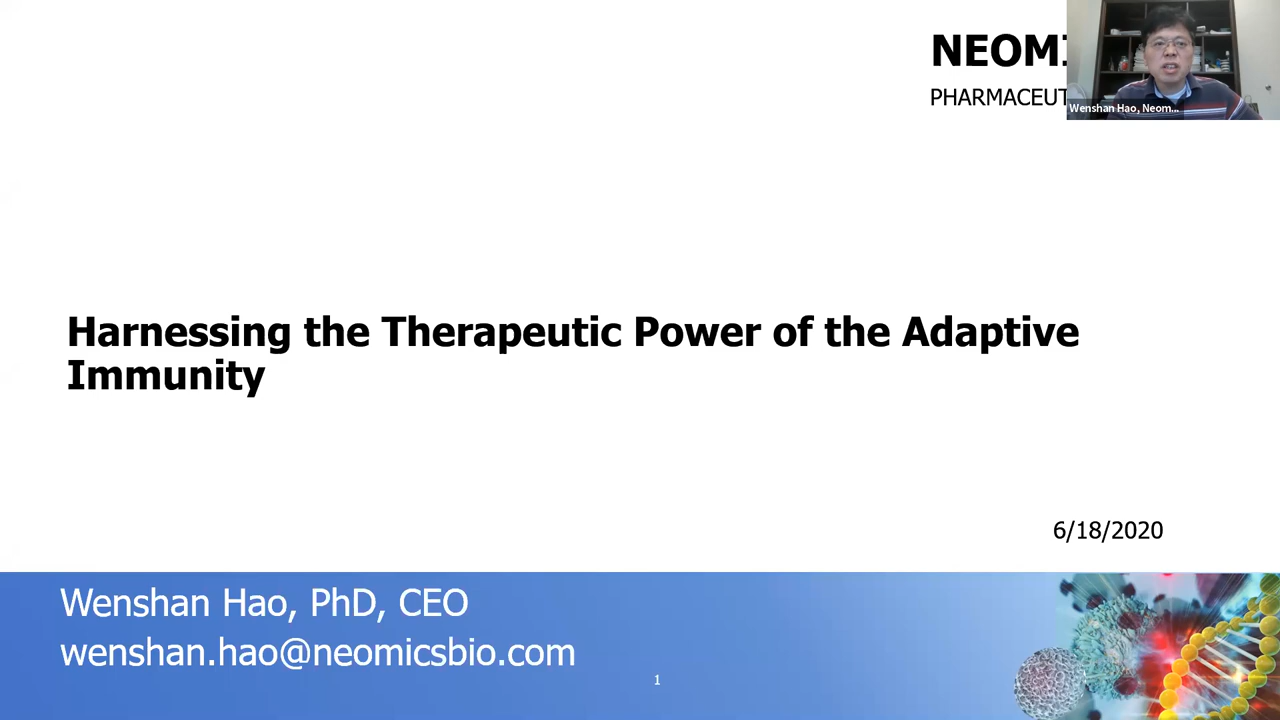 NEOMI
PHARMACEUT
Wenshan Hao, Neom...
Harnessing the Therapeutic Power of the Adaptive
Immunity
6/18/2020
Wenshan Hao, PhD, CEO
wenshan.hao@neomicsbio.com
1